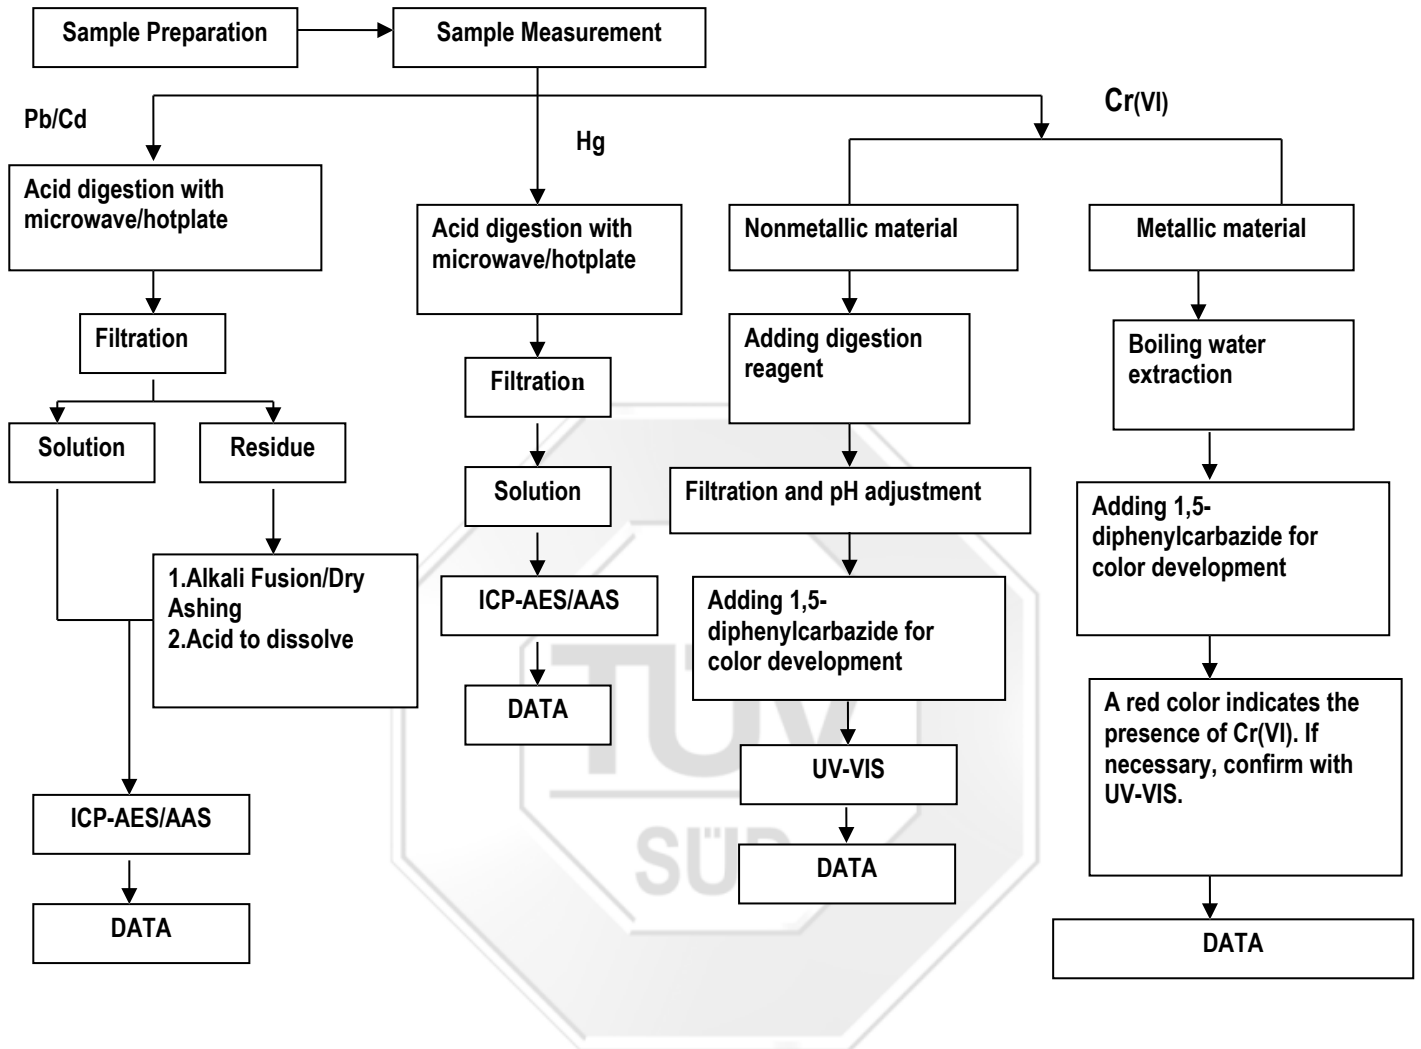 Sample Preparation
Sample Measurement
Pb/Cd
Hg
Cr(VI)
Acid digestion with
microwave/hotplate
Filtration
Solution
Residue
1.Alkali Fusion/Dry
Ashing
2.Acid to dissolve
ICP-AES/AAS
DATA
Acid digestion with
microwave/hotplate
Filtration
Solution
ICP-AES/AAS
DATA
Nonmetallic material
Adding digestion
reagent
Filtration and pH adjustment
Adding 1,5-
diphenylcarbazide for
color development
UV-VIS
DATA
Metallic material
Boiling water
extraction
Adding 1,5-
diphenylcarbazide for
color development
A red color indicates the
presence of Cr(VI). If
necessary, confirm with
UV-VIS.
DATA
TÜV
SÜD